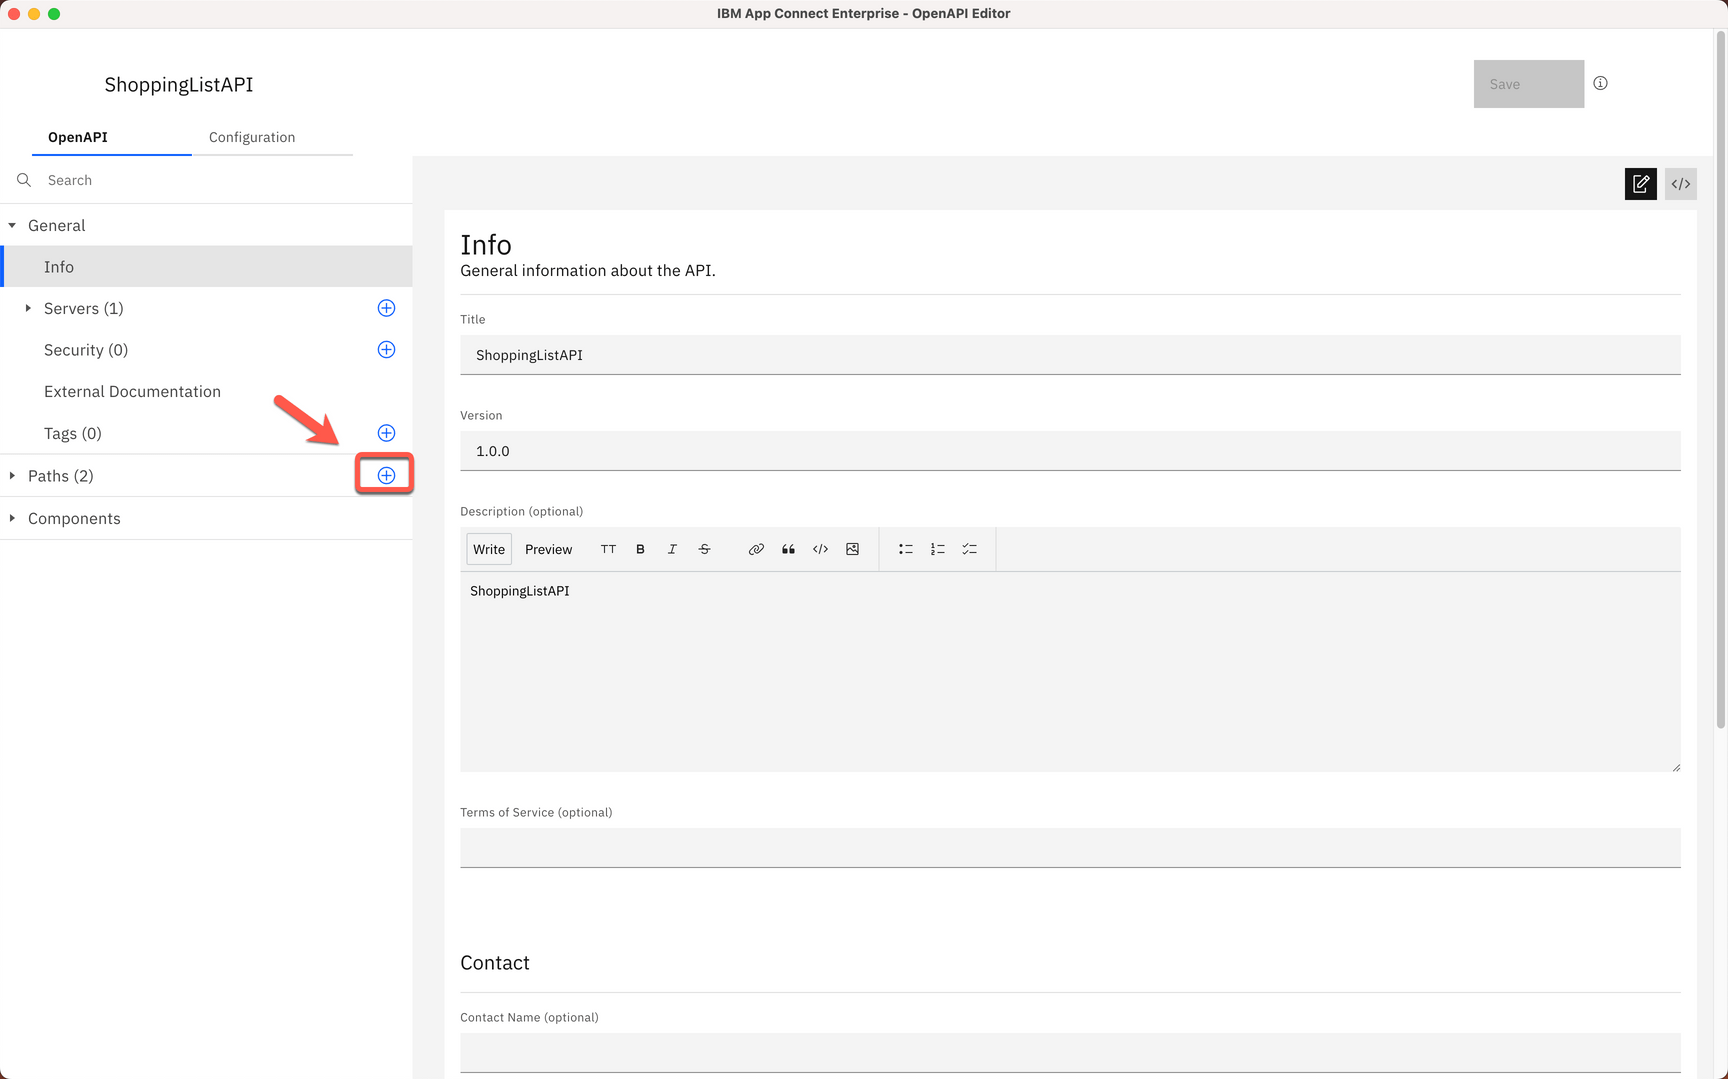 IBM App Connect Enterprise - OpenAPI Editor
ShoppingListAPI
Save
OpenAPI
Configuration
Search
General
Info
Servers (1)
Security (0)
External Documentation
Tags (0)
Paths (2)
Components
Info
General information about the API.
Title
ShoppingListAPI
Version
1.0.0
Description (optional)
Write Preview TT B I S
ShoppingListAPI
Terms of Service (optional)
Contact
Contact Name (optional)